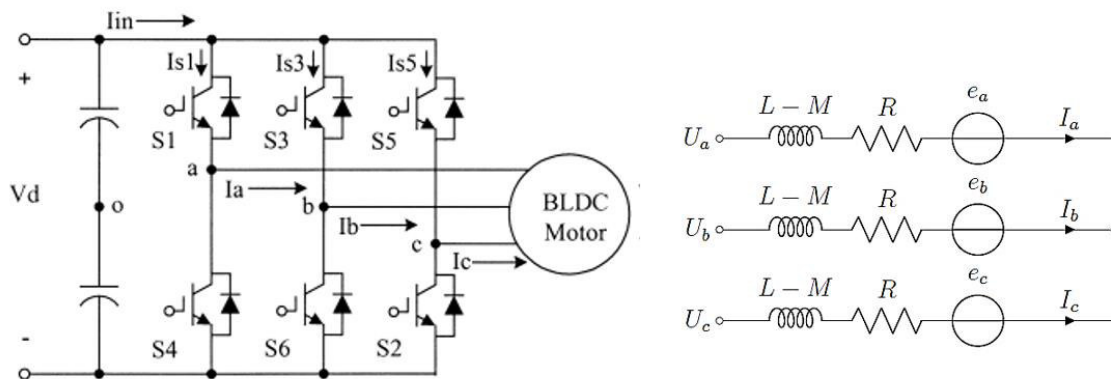 Iin
Is1 Is3 Is5
+
S1 S3 S5
a
Ia
Vd o
b
Ib
c
Ic
BLDC
Motor
-
S4 S6 S2
L − M R e_a I_a
U_a
L − M R e_b I_b
U_b
L − M R e_c I_c
U_c